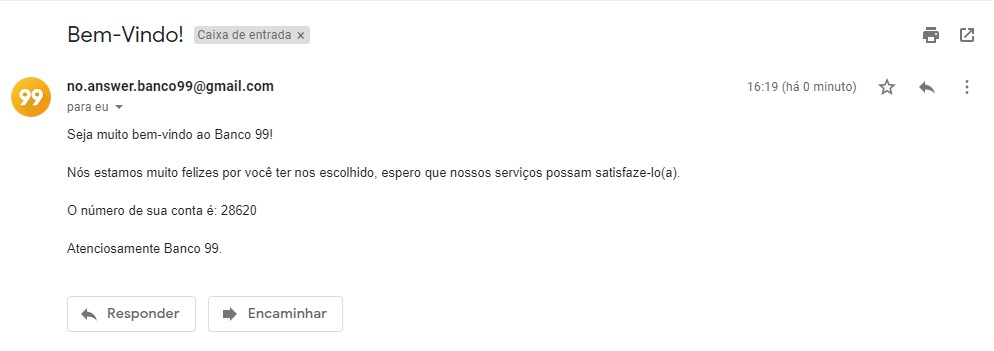 Bem-Vindo! Caixa de entrada ×
99 no.answer.banco99@gmail.com 16:19 (há 0 minuto)
para eu
Seja muito bem-vindo ao Banco 99!
Nós estamos muito felizes por você ter nos escolhido, espero que nossos serviços possam satisfaze-lo(a).
O número de sua conta é: 28620
Atenciosamente Banco 99.
Responder Encaminhar